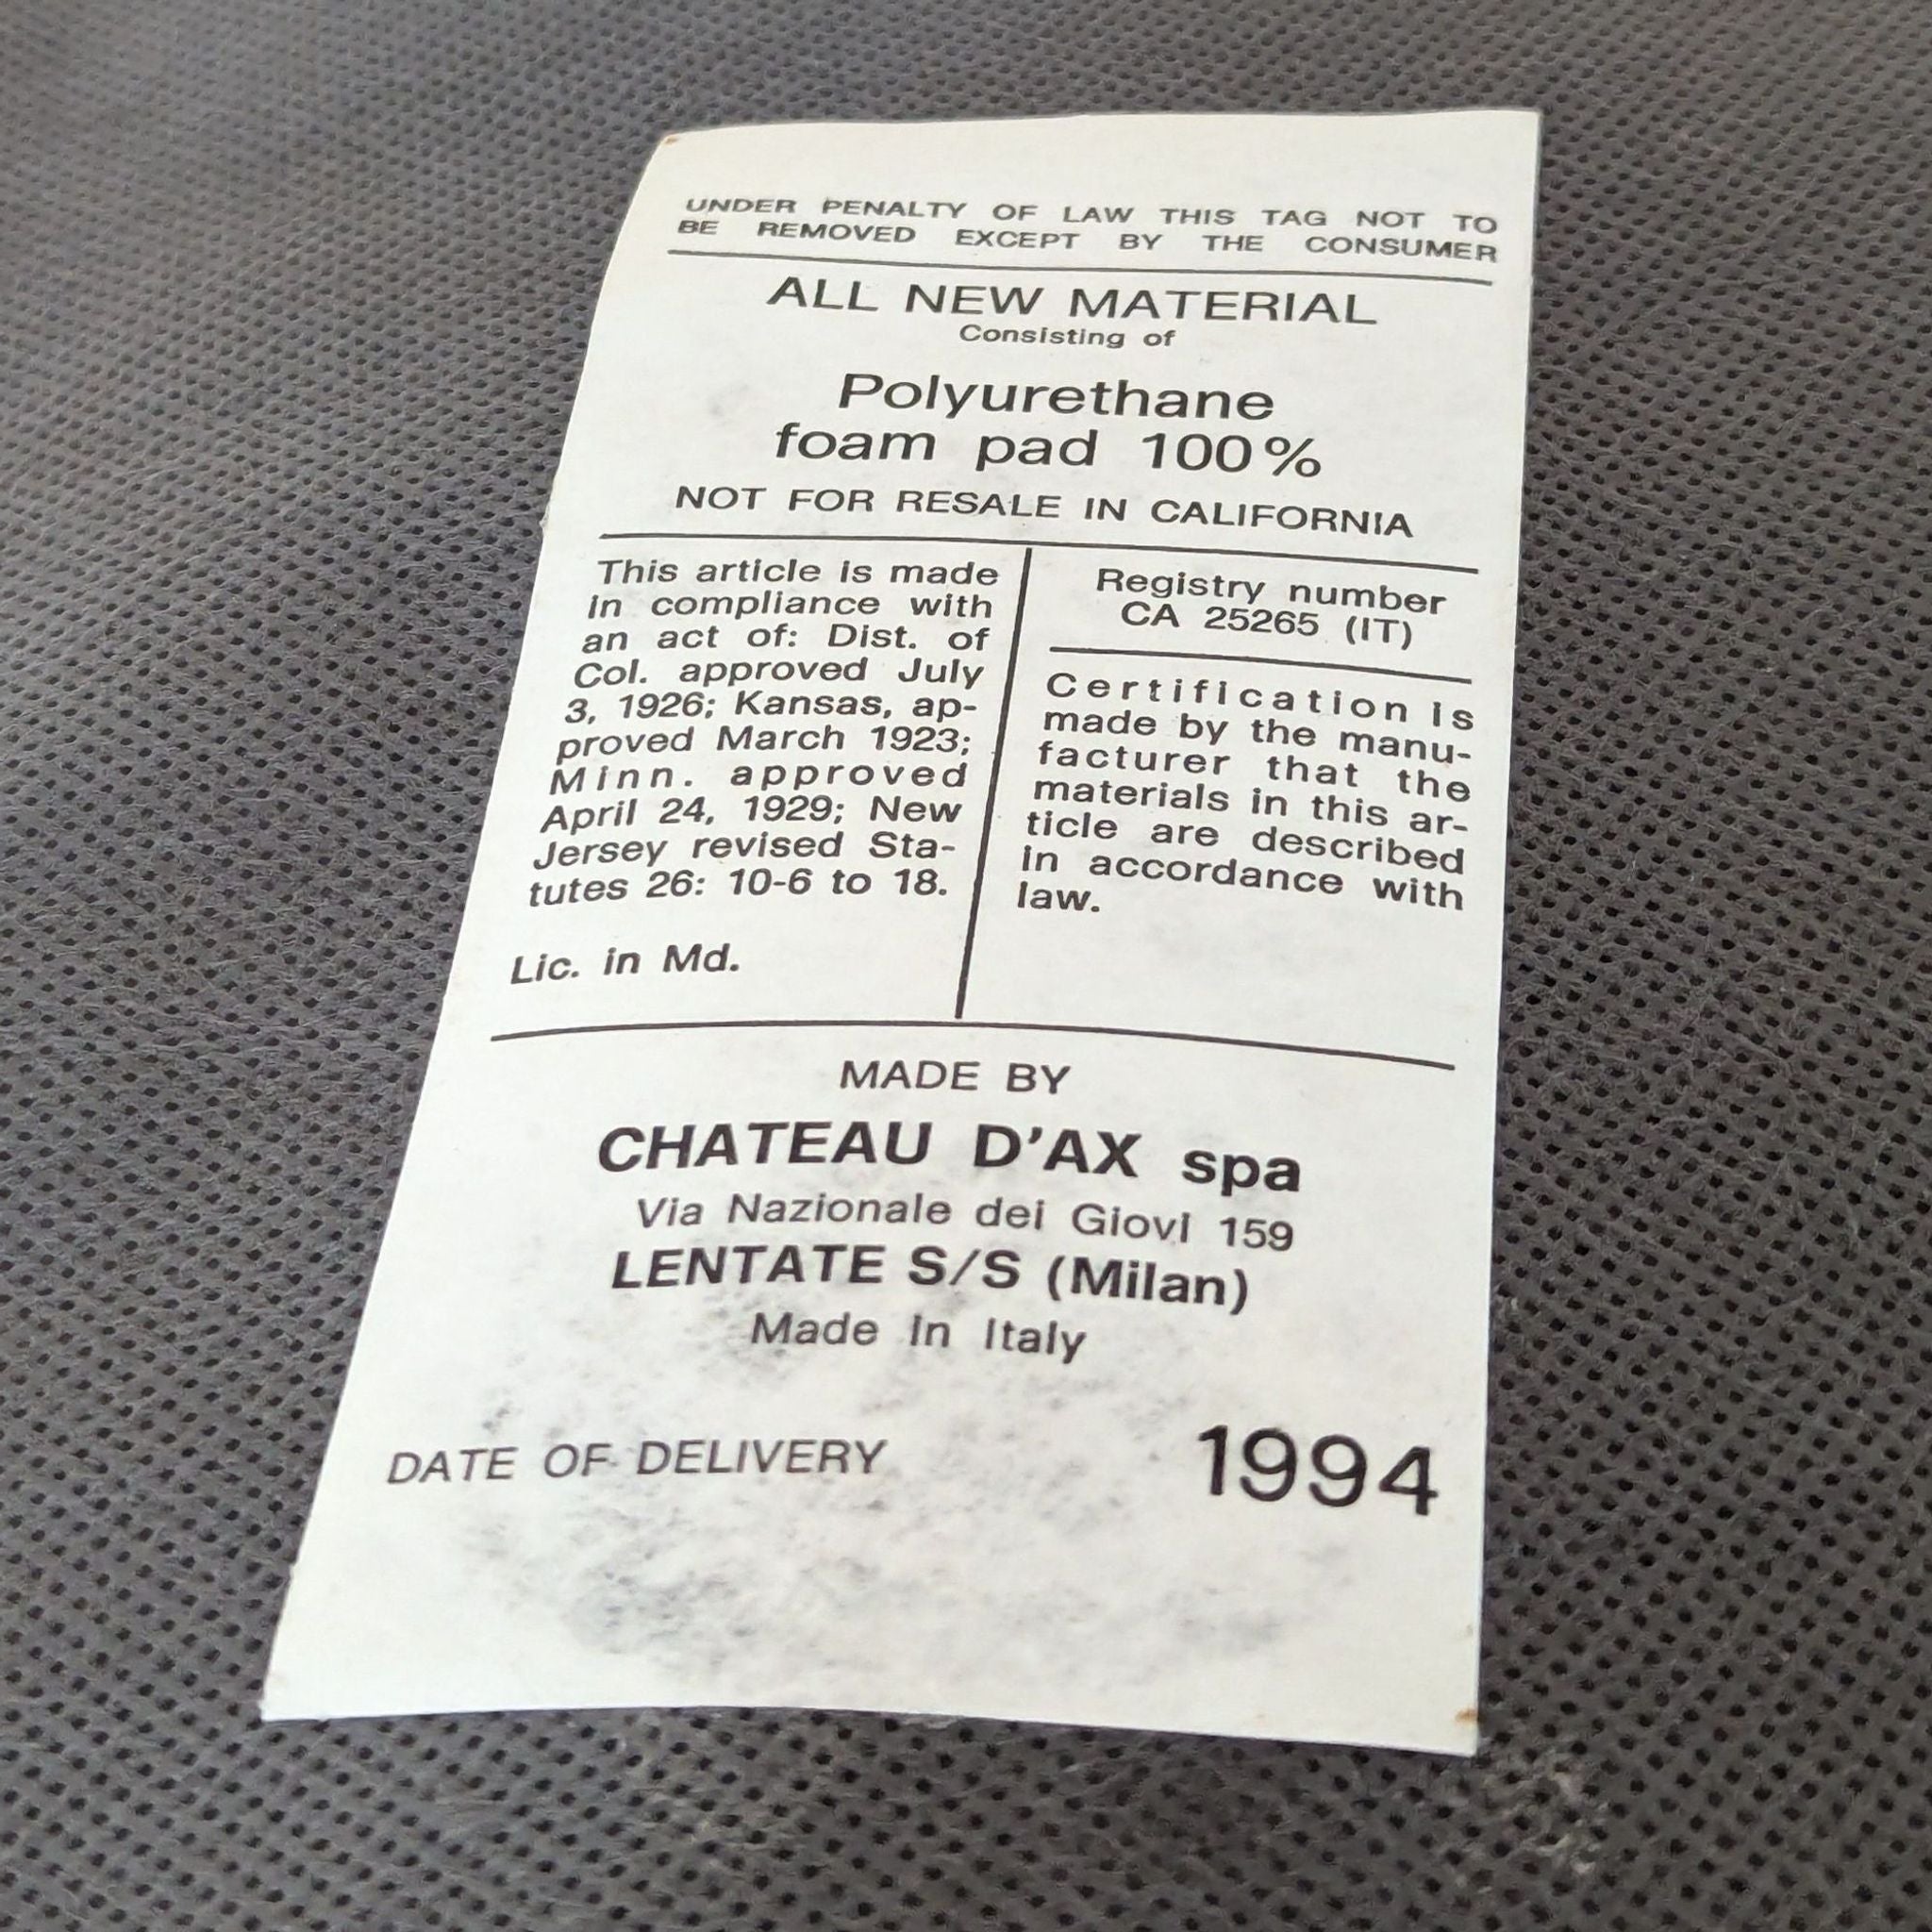 UNDER PENALTY OF LAW THIS TAG NOT TO
BE REMOVED EXCEPT BY THE CONSUMER
ALL NEW MATERIAL
Consisting of
Polyurethane
foam pad 100%
NOT FOR RESALE IN CALIFORNIA
This article is made
in compliance with
an act of: Dist. of
Col. approved July
3, 1926; Kansas, ap-
proved March 1923;
Minn. approved
April 24, 1929; New
Jersey revised Sta-
tutes 26: 10-6 to 18.
Lic. in Md.
Registry number
CA 25265 (IT)
Certification is
made by the manu-
facturer that the
materials in this ar-
ticle are described
in accordance with
law.
MADE BY
CHATEAU D'AX spa
Via Nazionale dei Giovi 159
LENTATE S/S (Milan)
Made In Italy
DATE OF DELIVERY 1994